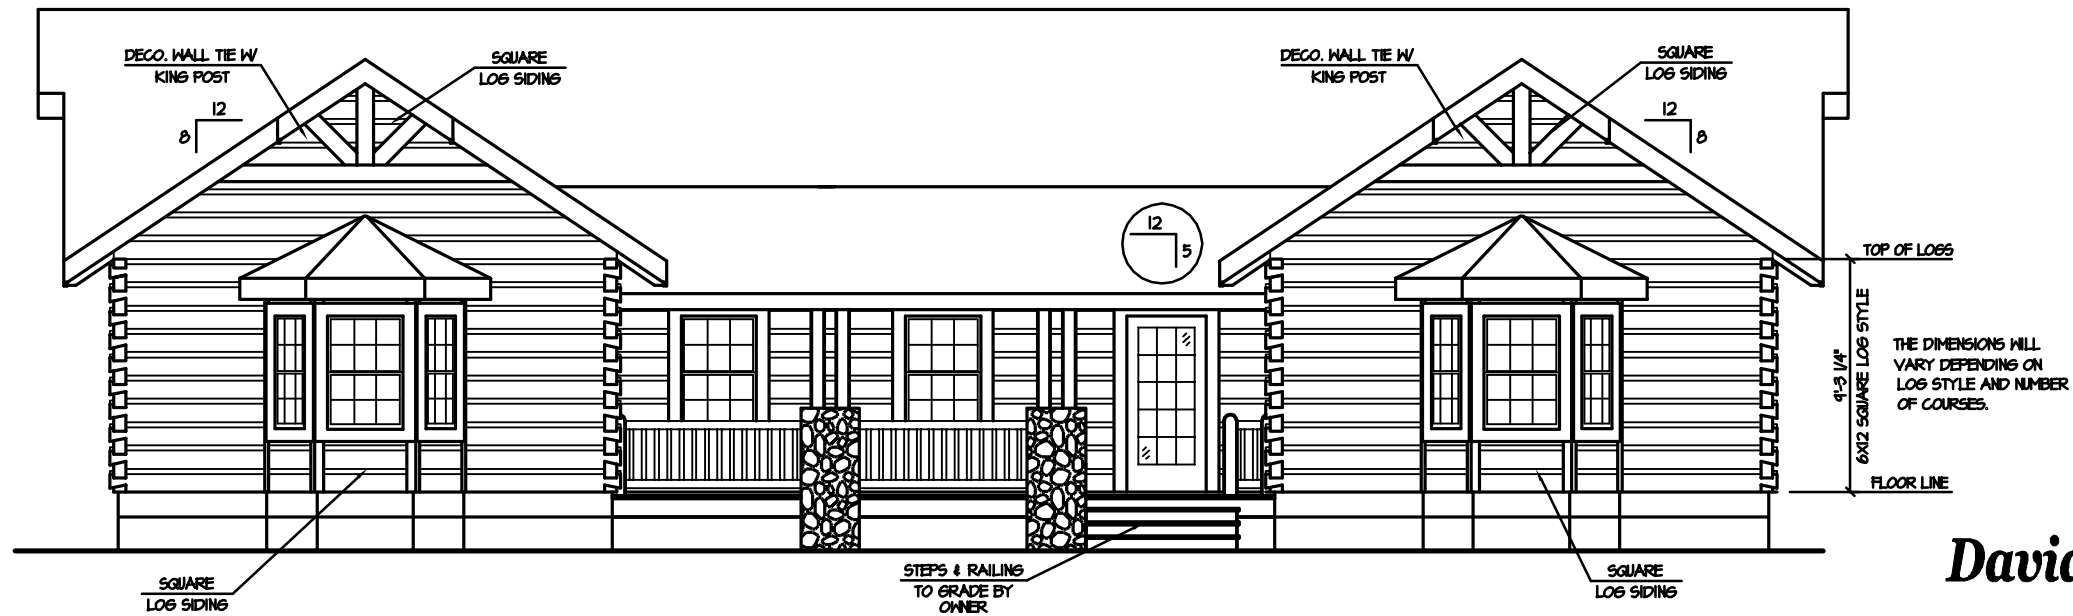 DECO. WALL TIE W/
KING POST
SQUARE
LOG SIDING
12
8
DECO. WALL TIE W/
KING POST
SQUARE
LOG SIDING
12
8
12
5
TOP OF LOGS
9'-3 1/4"
6X12 SQUARE LOG STYLE
THE DIMENSIONS WILL
VARY DEPENDING ON
LOG STYLE AND NUMBER
OF COURSES.
FLOOR LINE
SQUARE
LOG SIDING
STEPS & RAILING
TO GRADE BY
OWNER
SQUARE
LOG SIDING